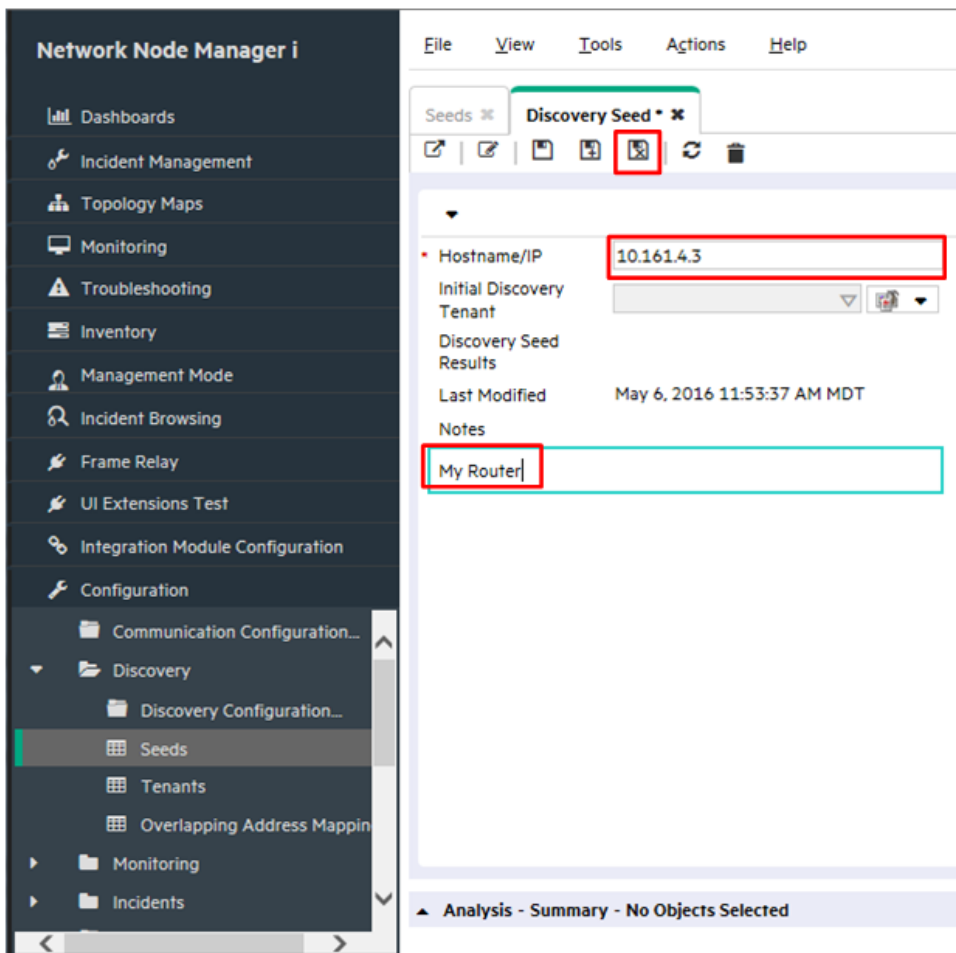 Network Node Manager i
File View Tools Actions Help
Dashboards
Incident Management
Topology Maps
Monitoring
Troubleshooting
Inventory
Management Mode
Incident Browsing
Frame Relay
UI Extensions Test
Integration Module Configuration
Configuration
Communication Configuration...
Discovery
Discovery Configuration...
Seeds
Tenants
Overlapping Address Mappin
Monitoring
Incidents
Seeds Discovery Seed *
* Hostname/IP 10.161.4.3
Initial Discovery
Tenant
Discovery Seed
Results
Last Modified May 6, 2016 11:53:37 AM MDT
Notes
My Router
Analysis - Summary - No Objects Selected